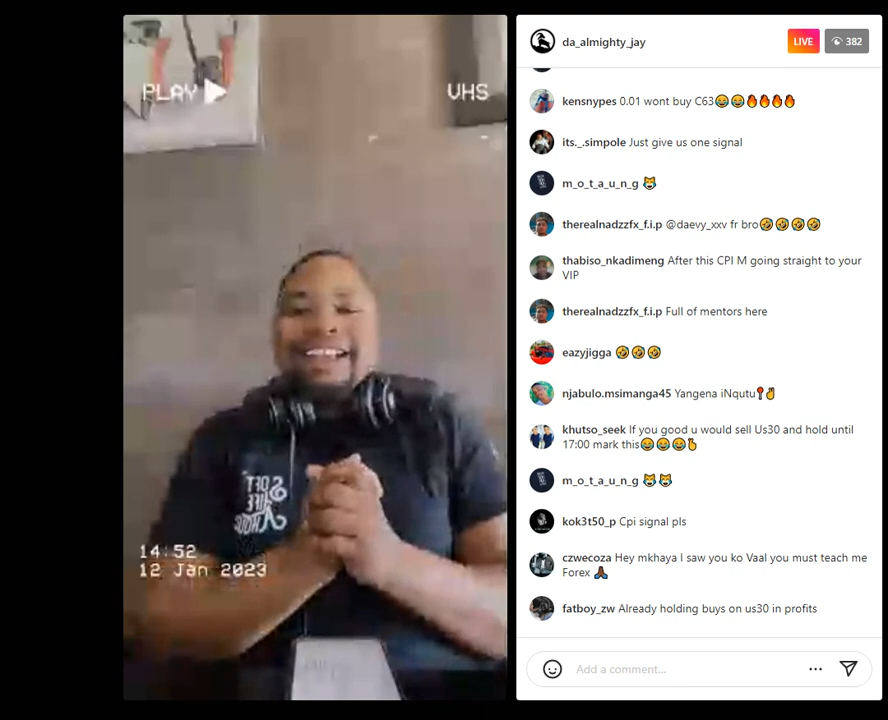 PLAY
VHS
SOFT
LIFE
14:52
12 Jan 2023
da_almighty_jay
LIVE
382
kensnypes 0.01 wont buy C63😂😂🔥🔥🔥🔥
its._.simpole Just give us one signal
m_o_t_a_u_n_g 😹
therealnadzzfx_f.i.p @daevy_xxv fr bro🤣🤣🤣🤣
thabiso_nkadimeng After this CPI M going straight to your
VIP
therealnadzzfx_f.i.p Full of mentors here
eazyjigga 🤣🤣🤣
njabulo.msimanga45 Yangena iNqutu
khutso_seek If you good u would sell Us30 and hold until
17:00 mark this😂😂😂
m_o_t_a_u_n_g 😹😹
kok3t50_p Cpi signal pls
czwecoza Hey mkhaya I saw you ko Vaal you must teach me
Forex 🙏🏿
fatboy_zw Already holding buys on us30 in profits
Add a comment...